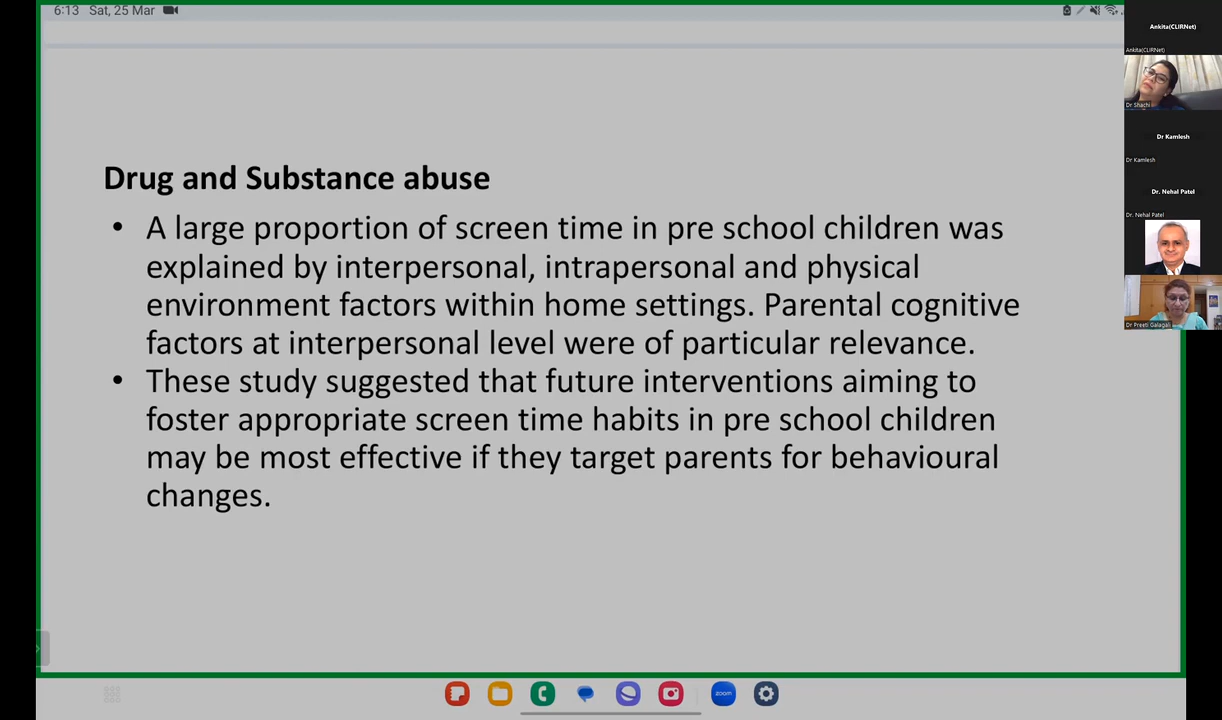 6:13 Sat, 25 Mar
Ankita(CLIRNet)
Ankita(CLIRNet)
Dr Shachi
Dr Kamlesh
Dr Kamlesh
Dr. Nehal Patel
Dr. Nehal Patel
Dr Preeti Galagali
Drug and Substance abuse
• A large proportion of screen time in pre school children was
explained by interpersonal, intrapersonal and physical
environment factors within home settings. Parental cognitive
factors at interpersonal level were of particular relevance.
• These study suggested that future interventions aiming to
foster appropriate screen time habits in pre school children
may be most effective if they target parents for behavioural
changes.
zoom